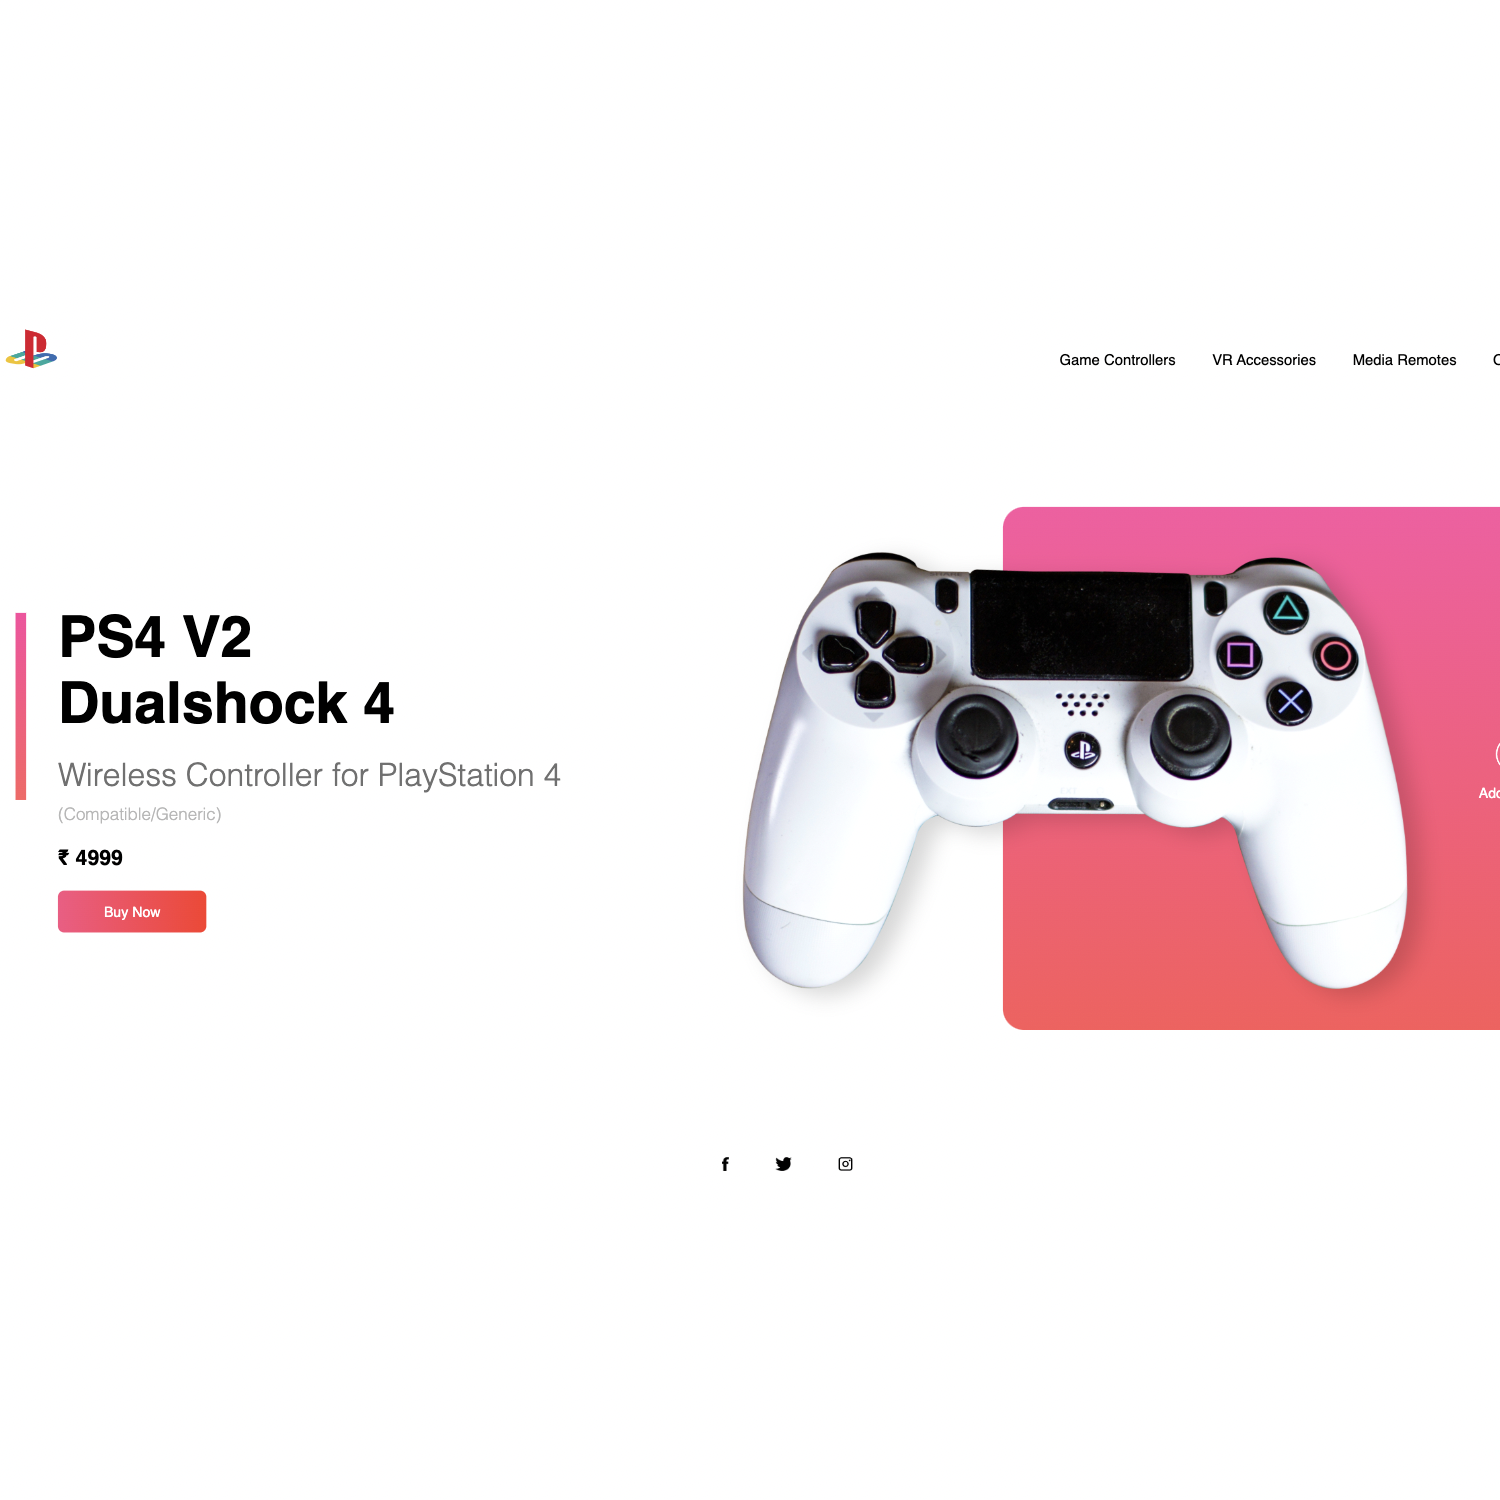 Game Controllers VR Accessories Media Remotes
PS4 V2
Dualshock 4
Wireless Controller for PlayStation 4
(Compatible/Generic)
₹ 4999
Buy Now